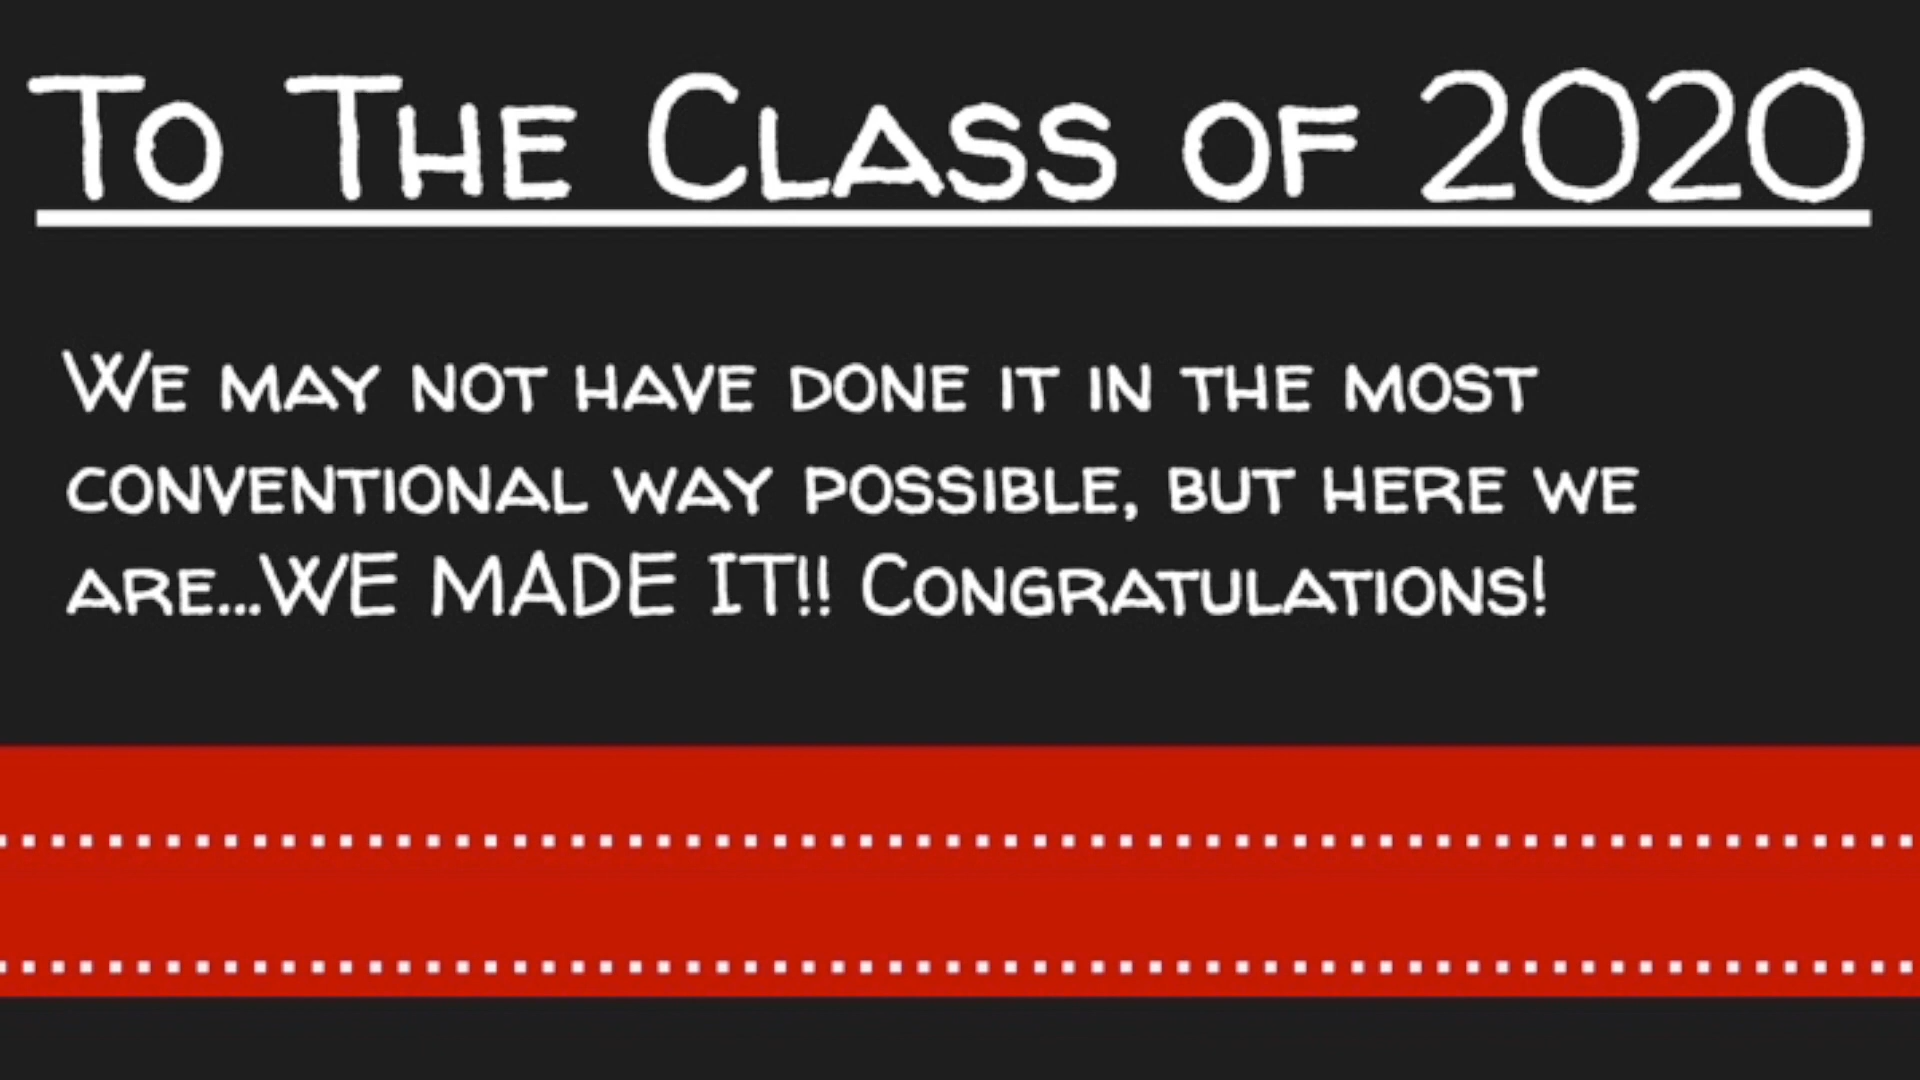 To The Class of 2020
We may not have done it in the most
conventional way possible, but here we
are...WE MADE IT!! Congratulations!